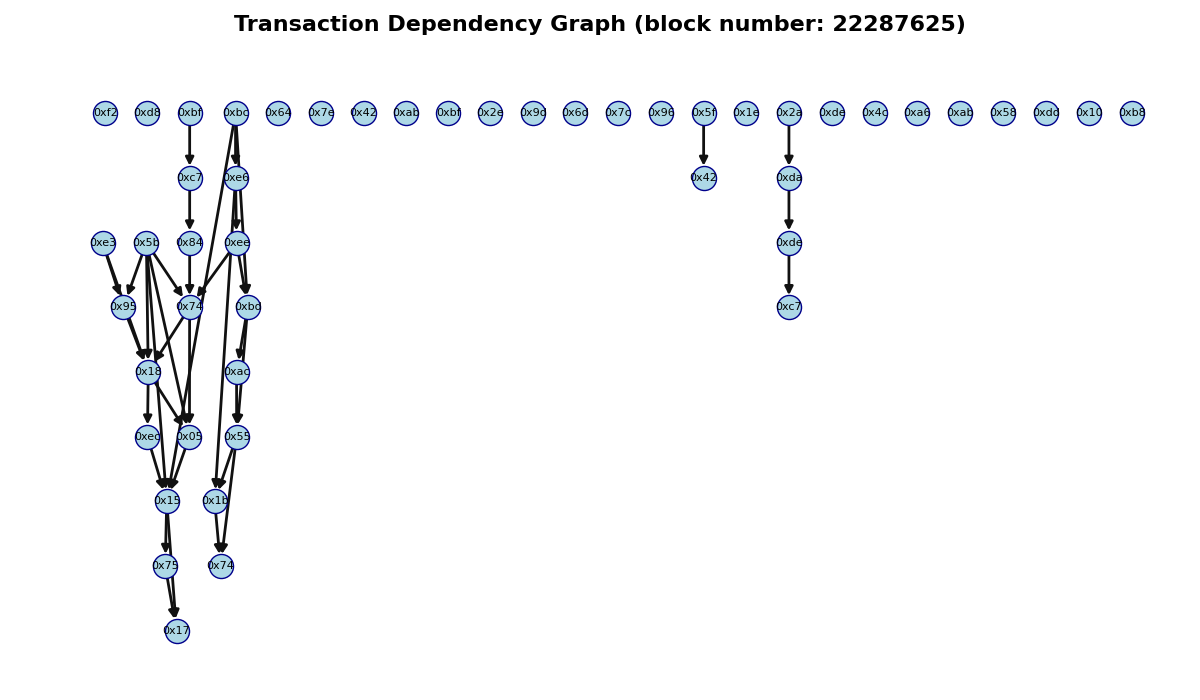 Transaction Dependency Graph (block number: 22287625)
0xf2 0xd8 0xbf 0xbc 0x64 0x7e 0x42 0xab 0xbf 0x2e 0x9d 0x6d 0x7c 0x96 0x5f 0x1e 0x2a 0xde 0x4c 0xa6 0xab 0x58 0xdd 0x10 0xb8
0xc7 0xe6 0x42 0xda
0xe3 0x5b 0x84 0xee 0xde
0x95 0x74 0xbd 0xc7
0x18 0xac
0xec 0x05 0x55
0x15 0x1b
0x75 0x74
0x17